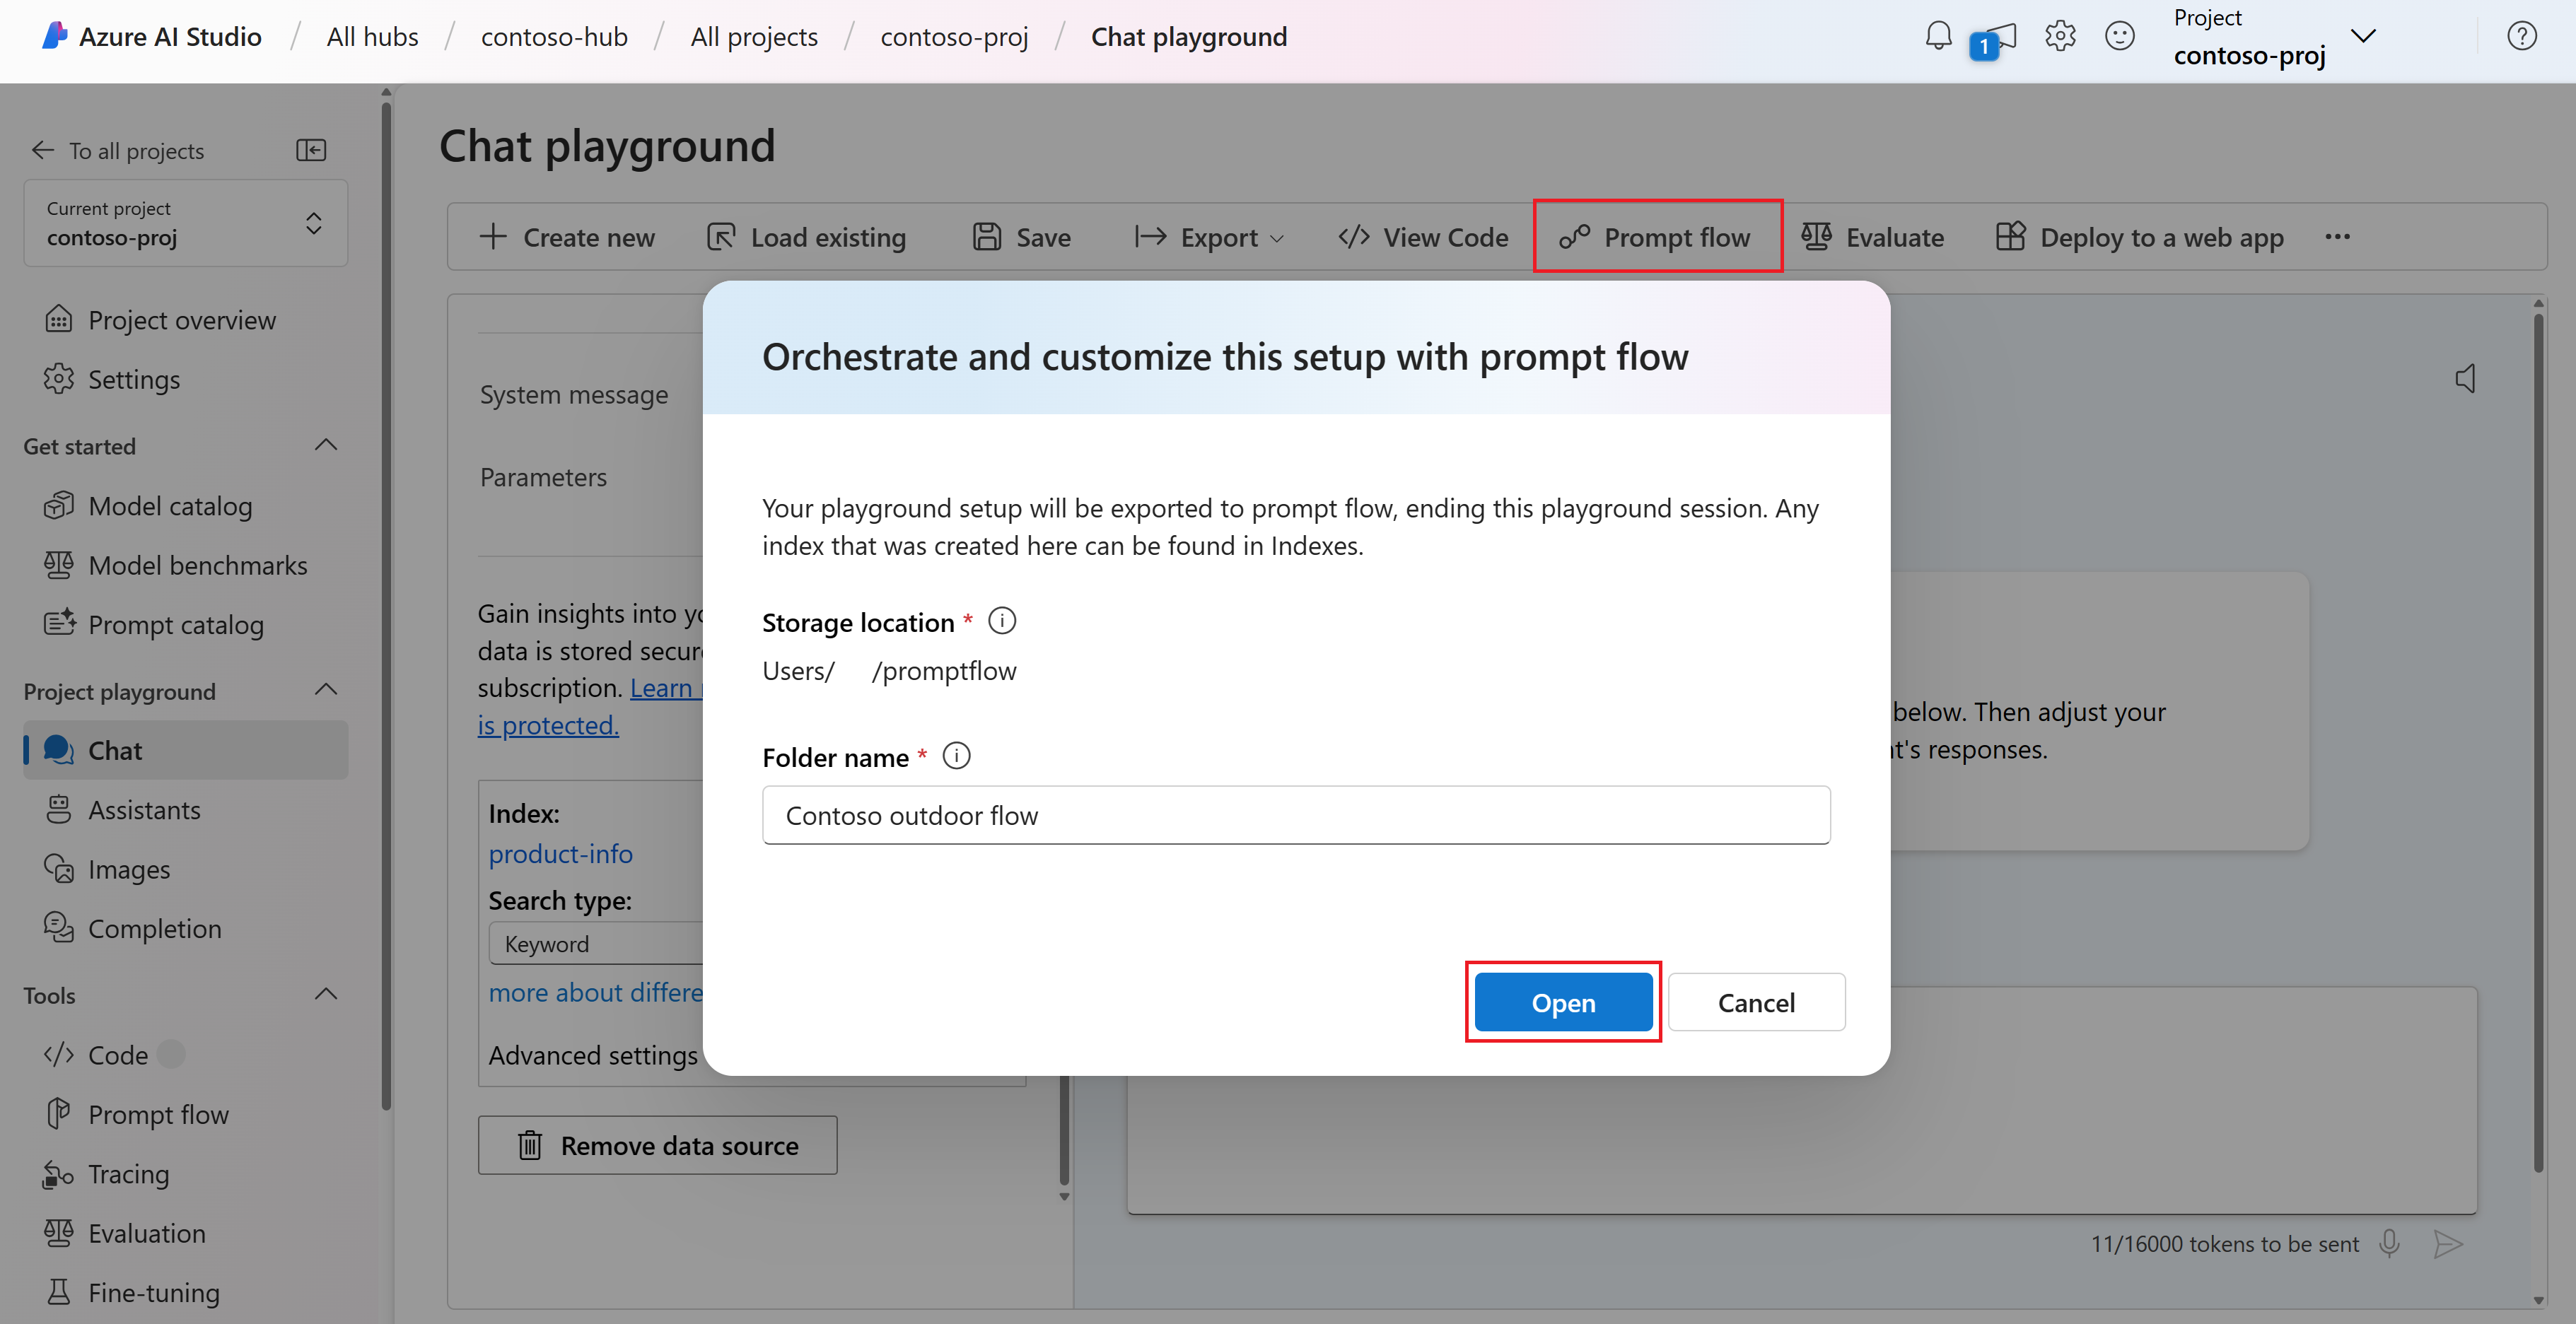 Azure AI Studio / All hubs / contoso-hub / All projects / contoso-proj / Chat playground
1
Project
contoso-proj
To all projects
Current project
contoso-proj
Project overview
Settings
Get started
Model catalog
Model benchmarks
Prompt catalog
Project playground
Chat
Assistants
Images
Completion
Tools
Code
Prompt flow
Tracing
Evaluation
Fine-tuning
Chat playground
Create new
Load existing
Save
Export
View Code
Prompt flow
Evaluate
Deploy to a web app
System message
Parameters
Gain insights into
data is stored
subscription. Learn
is protected.
Index:
product-info
Search type:
Keyword
more about
Advanced settings
Remove data source
Orchestrate and customize this setup with prompt flow
Your playground setup will be exported to prompt flow, ending this playground session. Any
index that was created here can be found in Indexes.
Storage location *
Users/ /promptflow
Folder name *
Contoso outdoor flow
Open
Cancel
below. Then adjust your
t's responses.
11/16000 tokens to be sent